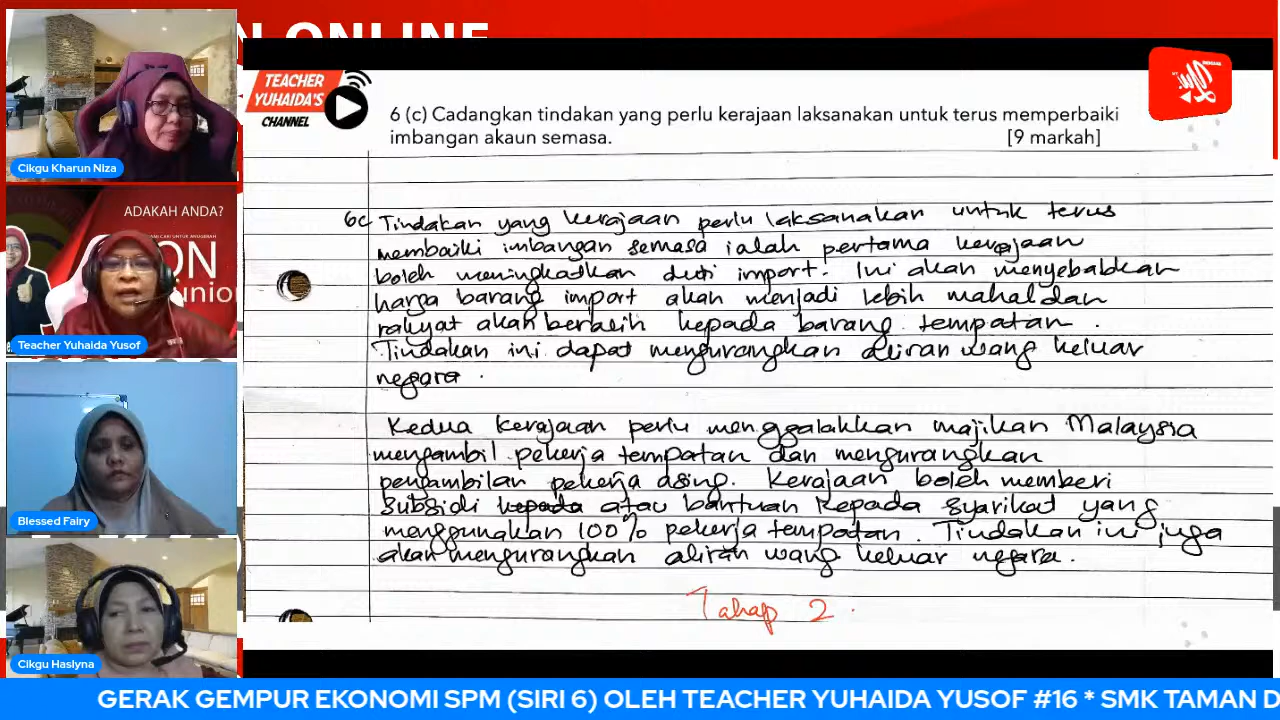 N ONLINE
TEACHER
YUHAIDA'S
CHANNEL
6 (c) Cadangkan tindakan yang perlu kerajaan laksanakan untuk terus memperbaiki
imbangan akaun semasa. [9 markah]
6c Tindakan yang kerajaan perlu laksanakan untuk terus
membaiki imbangan semasa ialah pertama kerajaan
boleh meningkatkan duti import. Ini akan menyebabkan
harga barang import akan menjadi lebih mahal dan
rakyat akan beralih kepada barang tempatan.
Tindakan ini dapat mengurangkan aliran wang keluar
negara.
Kedua kerajaan perlu menggalakkan majikan Malaysia
mengambil pekerja tempatan dan mengurangkan
pengambilan pekerja asing. Kerajaan boleh memberi
subsidi kepada atau bantuan kepada syarikat yang
menggunakan 100% pekerja tempatan. Tindakan ini juga
akan mengurangkan aliran wang keluar negara.
Tahap 2.
Cikgu Kharun Niza
ADAKAH ANDA?
ON
Teacher Yuhaida Yusof
Blessed Fairy
Cikgu Haslyna
GERAK GEMPUR EKONOMI SPM (SIRI 6) OLEH TEACHER YUHAIDA YUSOF #16 * SMK TAMAN D